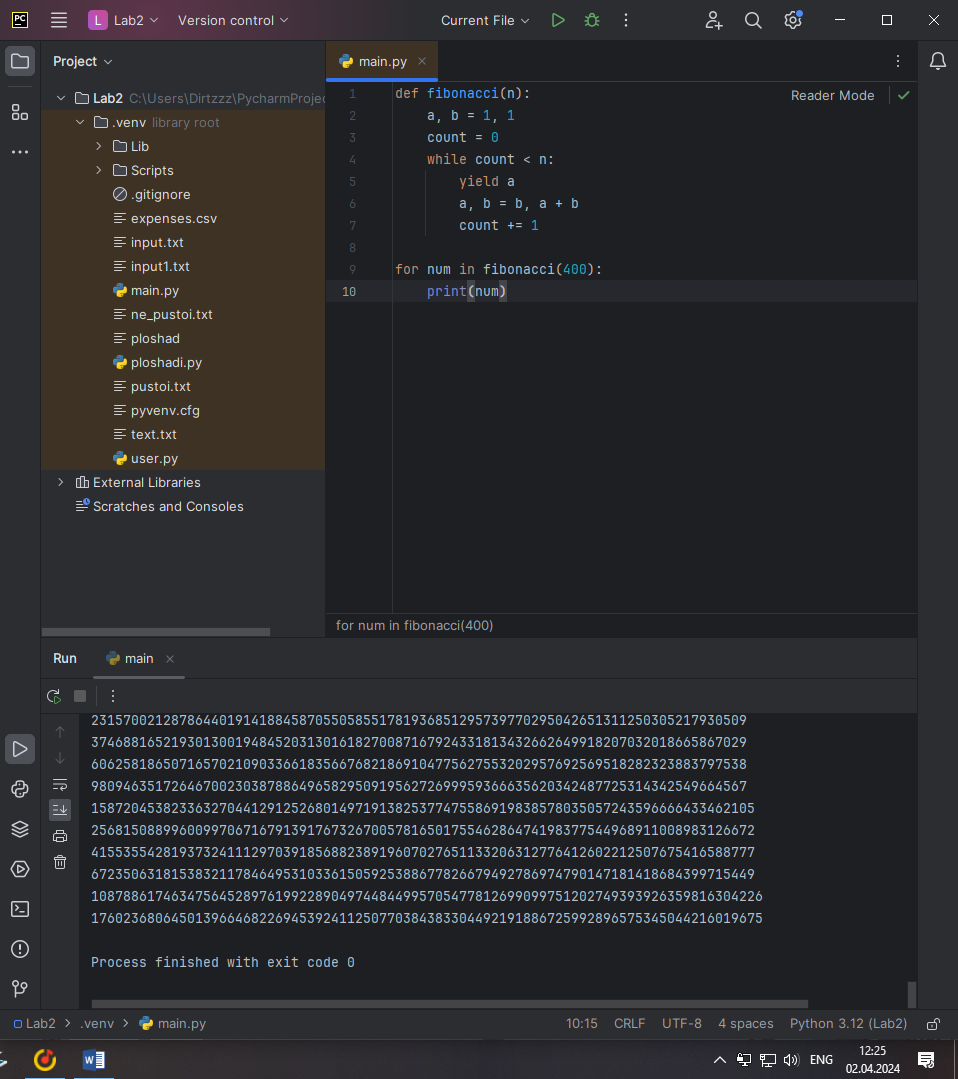 PC L Lab2 Version control Current File
Project
main.py
Lab2 C:\Users\Dirtzzz\PycharmProjec
.venv library root
Lib
Scripts
.gitignore
expenses.csv
input.txt
input1.txt
main.py
ne_pustoi.txt
ploshad
ploshadi.py
pustoi.txt
pyvenv.cfg
text.txt
user.py
External Libraries
Scratches and Consoles
Reader Mode
1 def fibonacci(n):
2 a, b = 1, 1
3 count = 0
4 while count < n:
5 yield a
6 a, b = b, a + b
7 count += 1
8
9 for num in fibonacci(400):
10 print(num)
for num in fibonacci(400)
Run main
2315700212878644019141884587055058551781936851295739770295042651311250305217930509
3746881652193013001948452031301618270087167924331813432662649918207032018665867029
6062581865071657021090336618356676821869104775627553202957692569518282323883797538
9809463517264670023038788649658295091956272699959366635620342487725314342549664567
15872045382336327044129125268014971913825377475586919838578035057243596666433462105
25681508899600997067167913917673267005781650175546286474198377544968911008983126672
41553554281937324111297039185688238919607027651133206312776412602212507675416588777
67235063181538321178464953103361505925388677826679492786974790147181418684399715449
108788617463475645289761992289049744844995705477812699099751202749393926359816304226
176023680645013966468226945392411250770384383304492191886725992896575345044216019675
Process finished with exit code 0
Lab2 .venv main.py 10:15 CRLF UTF-8 4 spaces Python 3.12 (Lab2)
W ENG 12:25
02.04.2024